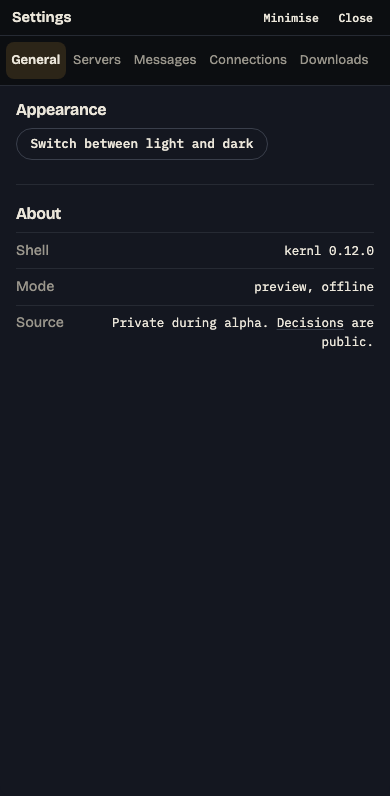 Settings Minimise Close
General Servers Messages Connections Downloads
Appearance
Switch between light and dark
About
Shell kernl 0.12.0
Mode preview, offline
Source Private during alpha. Decisions are
public.